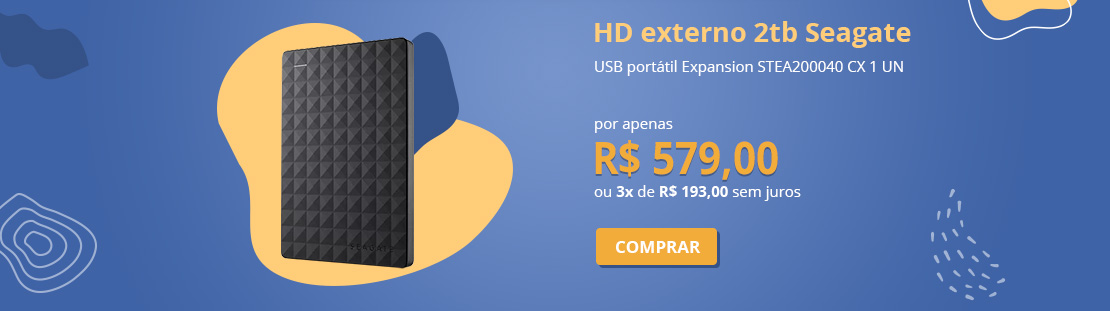 HD externo 2tb Seagate
USB portátil Expansion STEA200040 CX 1 UN
por apenas
R$ 579,00
ou 3x de R$ 193,00 sem juros
COMPRAR